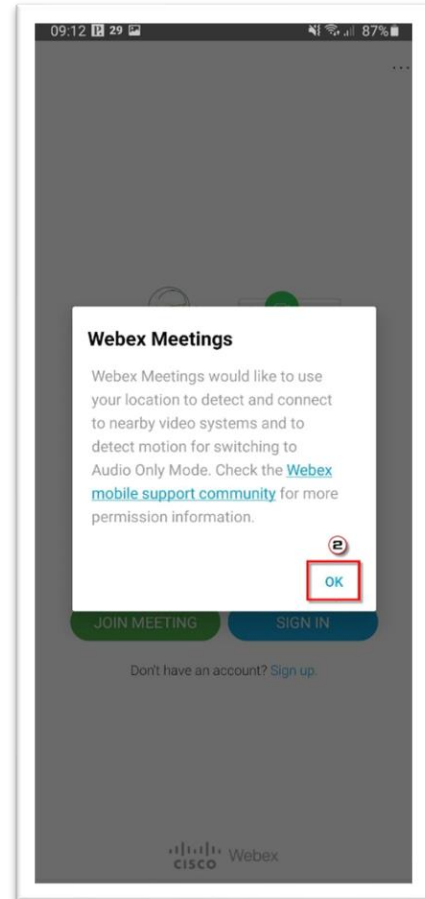 09:12 29 87%
...
Webex Meetings
Webex Meetings would like to use
your location to detect and connect
to nearby video systems and to
detect motion for switching to
Audio Only Mode. Check the Webex
mobile support community for more
permission information.
2
OK
JOIN MEETING SIGN IN
Don't have an account? Sign up.
CISCO Webex